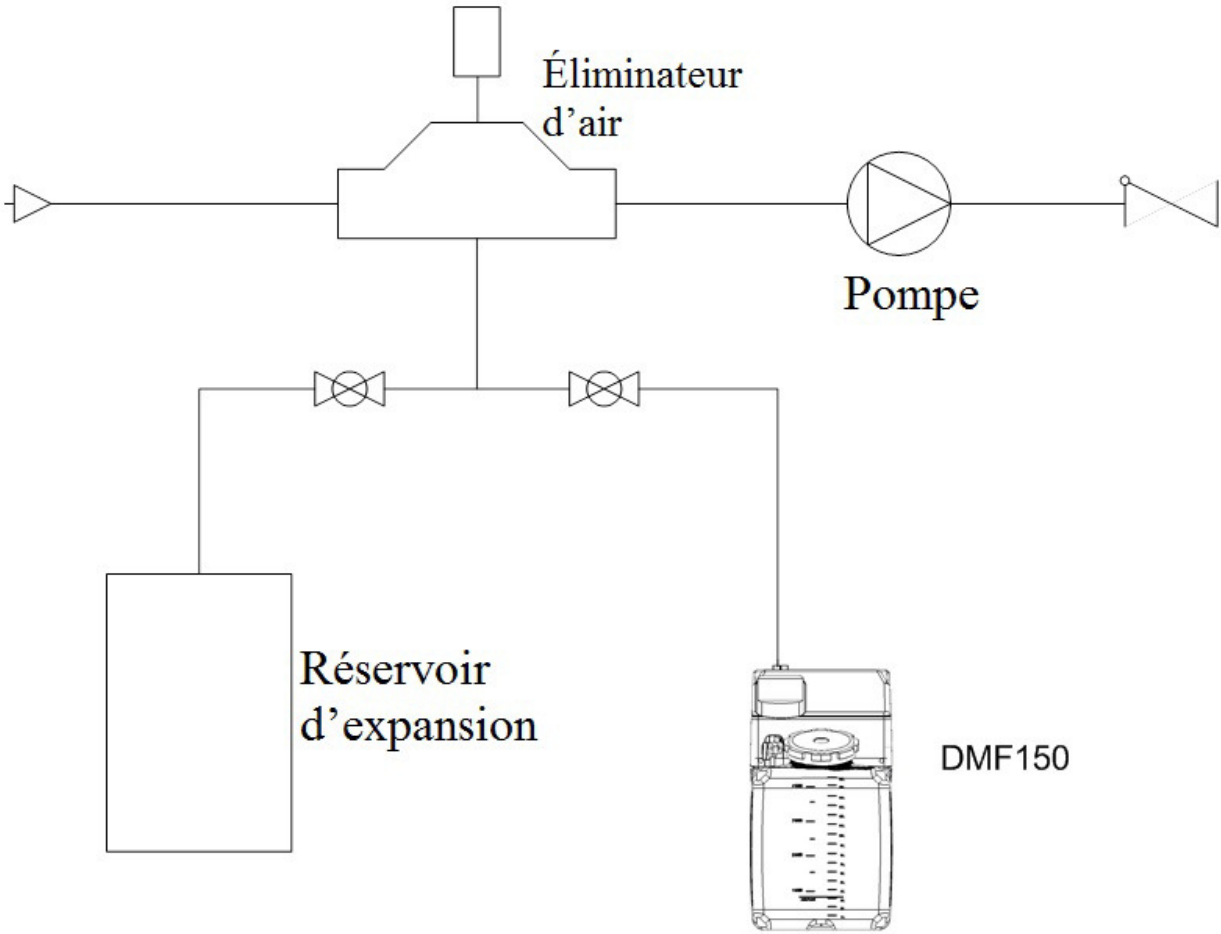 Éliminateur
d’air
Pompe
Réservoir
d’expansion
DMF150